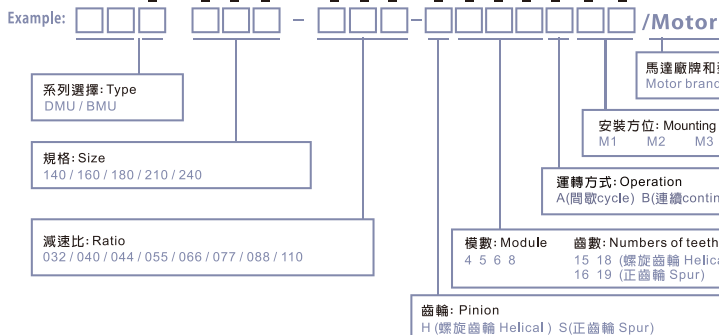 Example: – – /Motor
系列選擇: Type
DMU / BMU
馬達廠牌和
Motor brand
規格: Size
140 / 160 / 180 / 210 / 240
安裝方位: Mounting
M1 M2 M3
運轉方式: Operation
A(間歇cycle) B(連續contin
減速比: Ratio
032 / 040 / 044 / 055 / 066 / 077 / 088 / 110
模數: Module 齒數: Numbers of teeth
4 5 6 8 15 18 (螺旋齒輪 Helica
16 19 (正齒輪 Spur)
齒輪: Pinion
H (螺旋齒輪 Helical ) S(正齒輪 Spur)